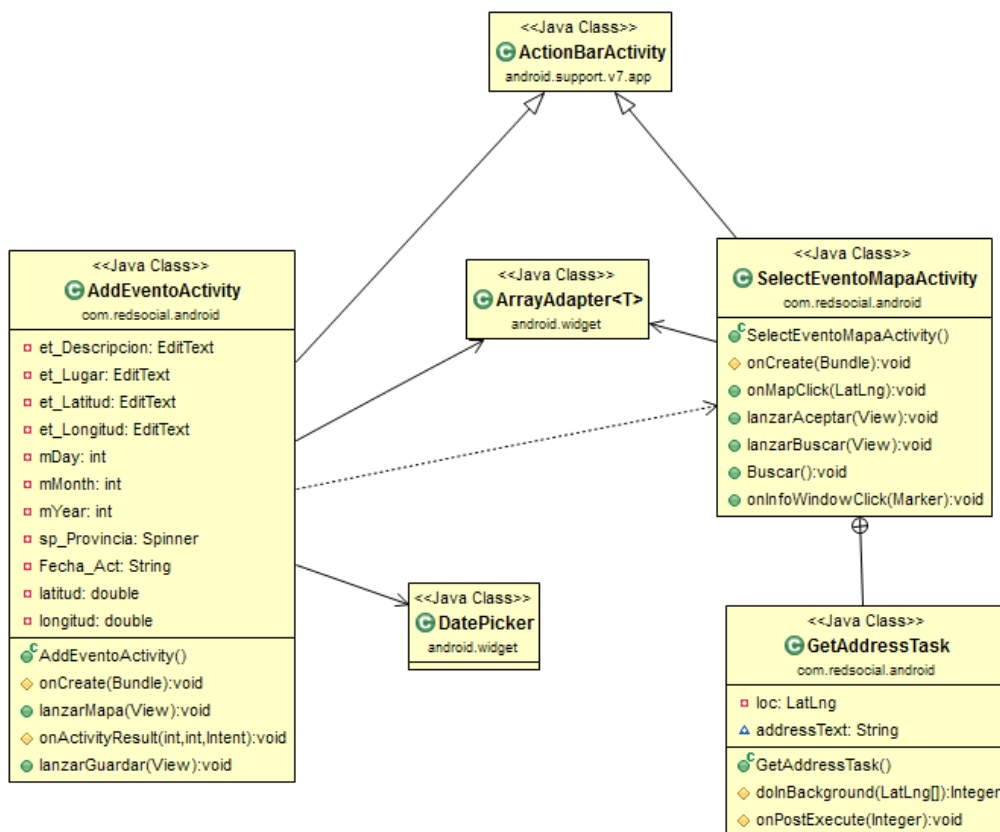 <<Java Class>>
ActionBarActivity
android.support.v7.app
<<Java Class>>
AddEventoActivity
com.redsocial.android
et_Descripcion: EditText
et_Lugar: EditText
et_Latitud: EditText
et_Longitud: EditText
mDay: int
mMonth: int
mYear: int
sp_Provincia: Spinner
Fecha_Act: String
latitud: double
longitud: double
AddEventoActivity()
onCreate(Bundle):void
lanzarMapa(View):void
onActivityResult(int,int,Intent):void
lanzarGuardar(View):void
<<Java Class>>
ArrayAdapter<T>
android.widget
<<Java Class>>
DatePicker
android.widget
<<Java Class>>
SelectEventoMapaActivity
com.redsocial.android
SelectEventoMapaActivity()
onCreate(Bundle):void
onMapClick(LatLng):void
lanzarAceptar(View):void
lanzarBuscar(View):void
Buscar():void
onInfoWindowClick(Marker):void
<<Java Class>>
GetAddressTask
com.redsocial.android
loc: LatLng
addressText: String
GetAddressTask()
doInBackground(LatLng[]):Integer
onPostExecute(Integer):void